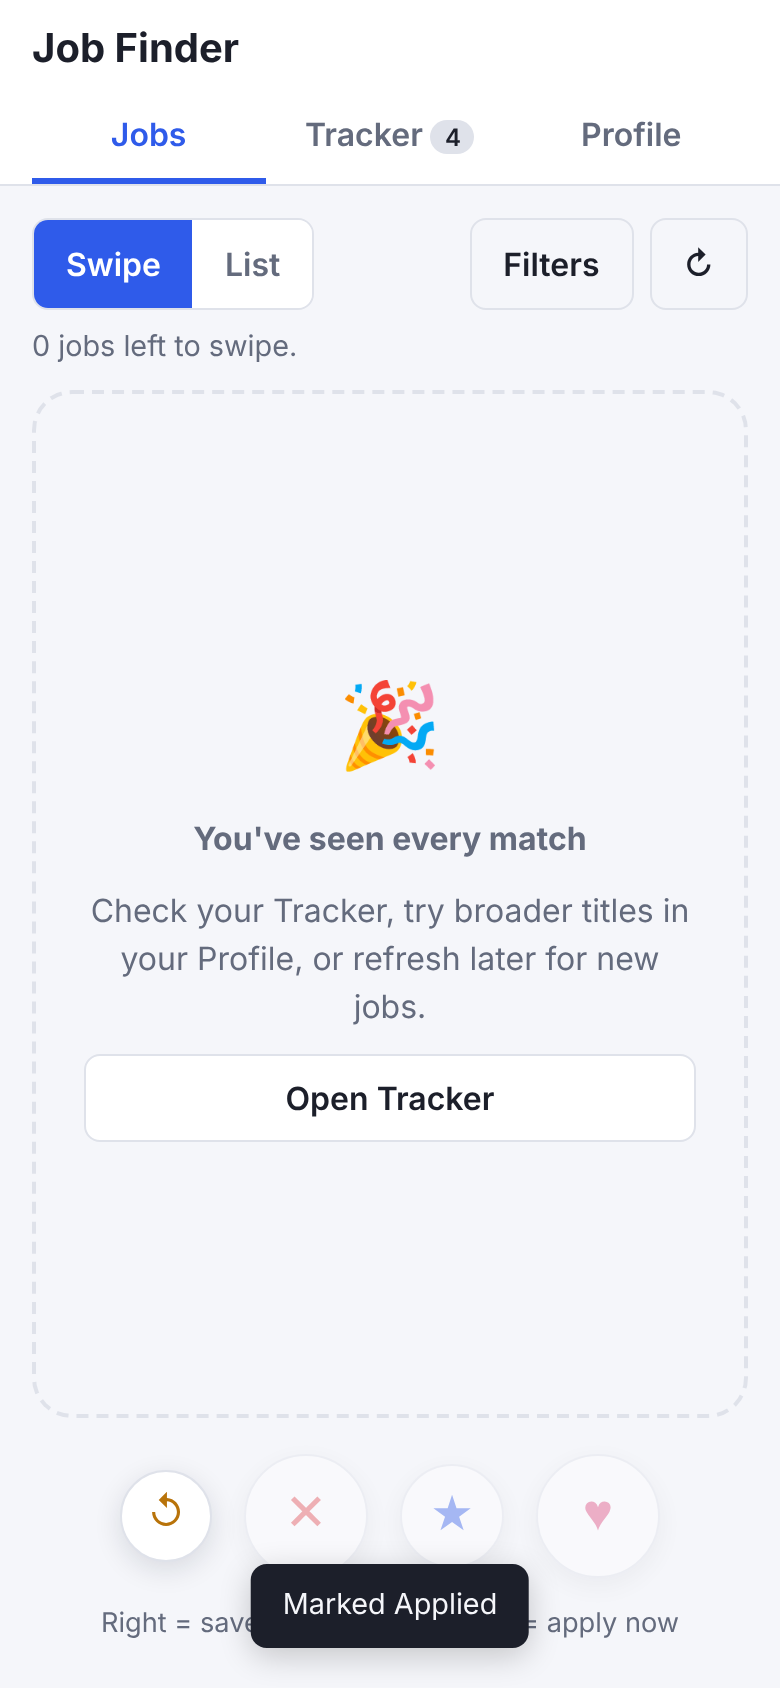 Job Finder
Jobs
Tracker 4
Profile
Swipe
List
Filters
0 jobs left to swipe.
You've seen every match
Check your Tracker, try broader titles in
your Profile, or refresh later for new
jobs.
Open Tracker
Marked Applied
Right = save = apply now